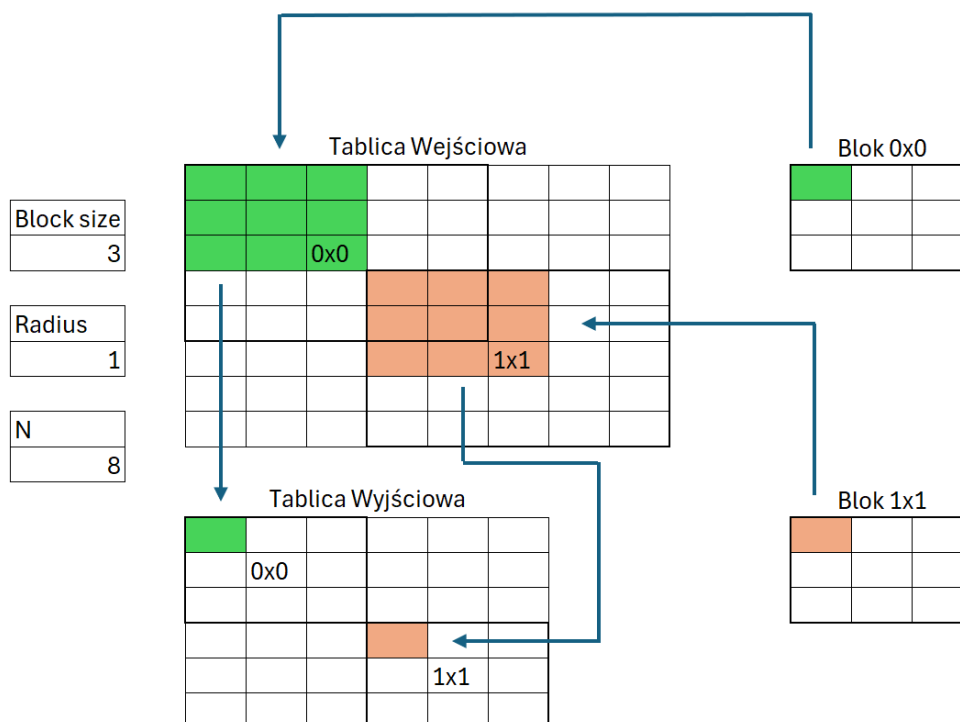 Tablica Wejściowa
Blok 0x0
Block size
3
0x0
Radius
1
1x1
N
8
Tablica Wyjściowa
Blok 1x1
0x0
1x1